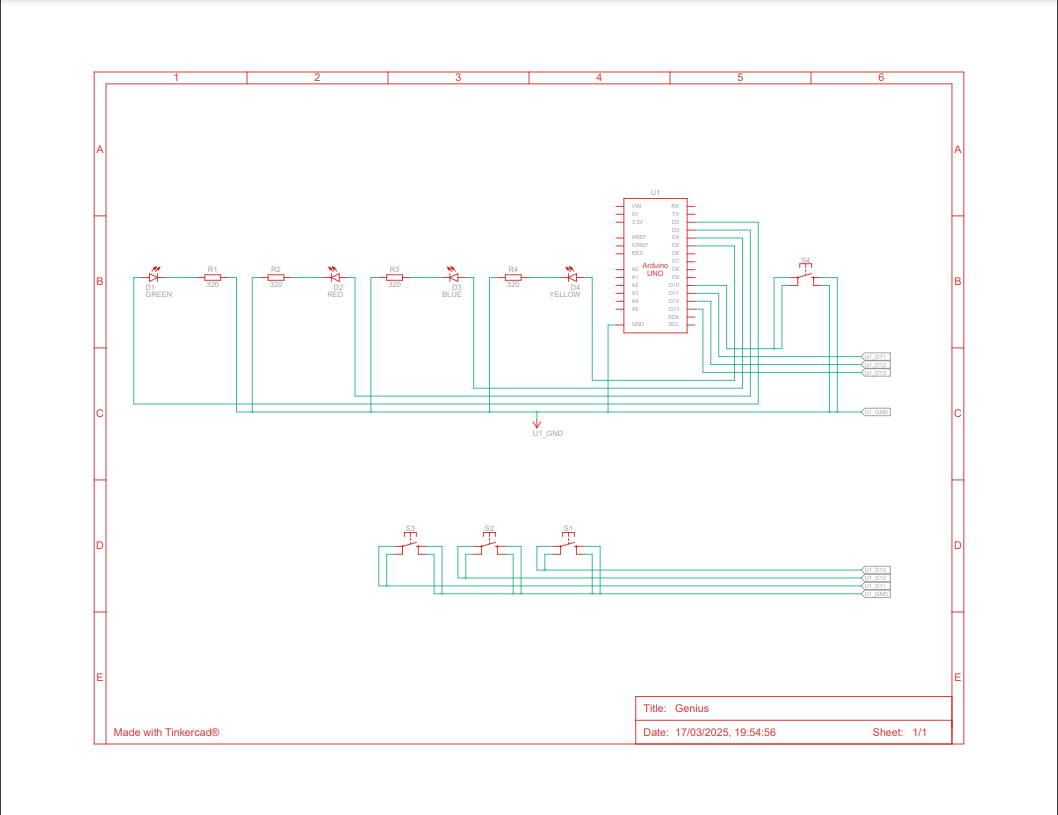 1 2 3 4 5 6
A A
U1
VIN RX
5V TX
3.3V D2
D3
AREF D4
IOREF D5
RES D6
D7
A0 D8
A1 D9
A2 D10
A3 D11
A4 D12
A5 D13
SDA
GND SCL
Arduino
UNO
B B
D1
GREEN
R1
320
R2
320
D2
RED
R3
320
D3
BLUE
R4
320
D4
YELLOW
S4
U1_D11
U1_D12
U1_D13
U1_GND
C C
U1_GND
S3 S2 S1
D D
U1_D13
U1_D12
U1_D11
U1_GND
E E
Title: Genius
Made with Tinkercad®
Date: 17/03/2025, 19:54:56 Sheet: 1/1